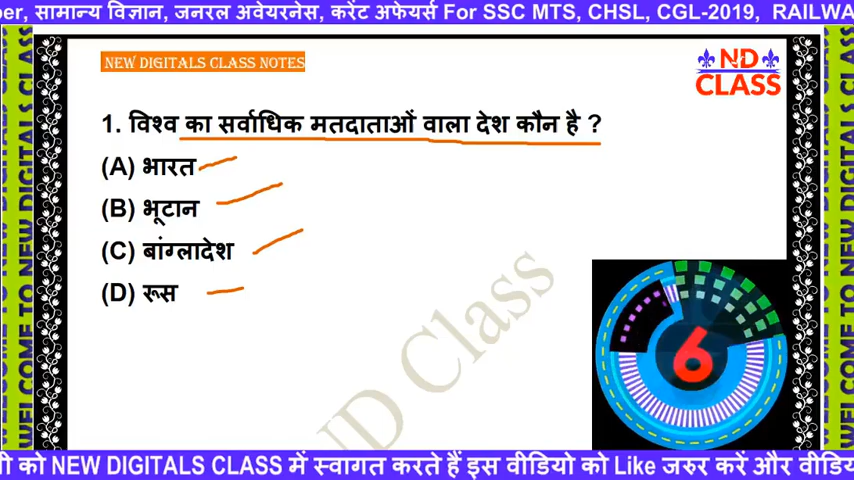 per, सामान्य विज्ञान, जनरल अवेयरनेस, करेंट अफेयर्स For SSC MTS, CHSL, CGL-2019, RAILWA
NEW DIGITALS CLASS NOTES
ND
CLASS
1. विश्व का सर्वाधिक मतदाताओं वाला देश कौन है ?
(A) भारत
(B) भूटान
(C) बांग्लादेश
(D) रूस
6
ND Class
WELCOME TO NEW DIGITALS CLASS
WELCOME TO NEW DIGITALS CLASS
ी को NEW DIGITALS CLASS में स्वागत करते हैं इस वीडियो को Like जरुर करें और वीडिय